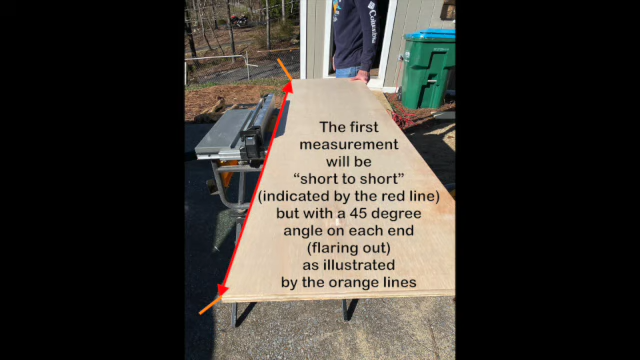 Columbia
The first
measurement
will be
“short to short”
(indicated by the red line)
but with a 45 degree
angle on each end
(flaring out)
as illustrated
by the orange lines